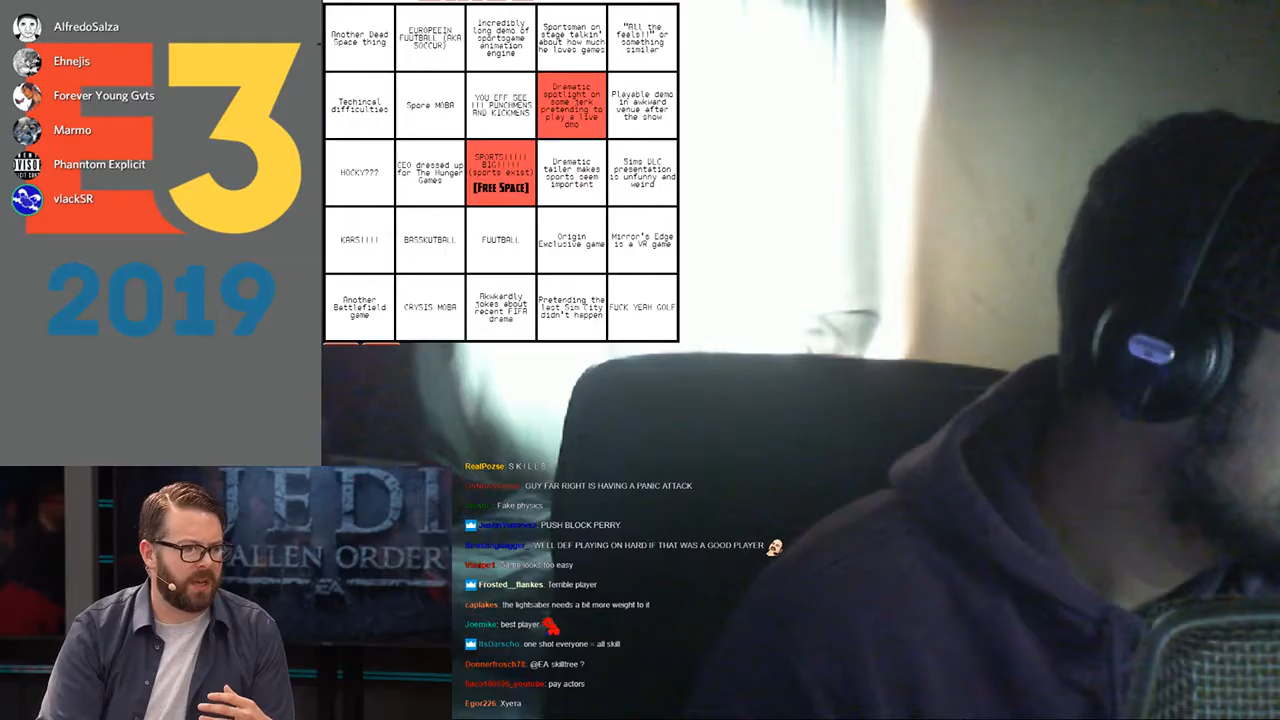 AlfredoSalza
Ehnejis
Forever Young Gvts
Marmo
Phanntom Explicit
vlackSR
E3
2019
Another Dead
Space thing
EUROPEEIN
FUUTBALL (AKA
SOCCUR)
Incredibly
long demo of
sportsgame
animation
engine
Sportsman on
stage talkin'
about how much
he loves games
"All the
feels!!" or
something
similar
Techincal
difficulties
Spore MOBA
YOU EFF SEE
!!! PUNCHMENS
AND KICKMENS
Dramatic
spotlight on
some jerk
pretending to
play a live
dmo
Playable demo
in awkward
venue after
the show
HOCKY???
CEO dressed up
for The Hunger
Games
SPORTS!!!!!
BIG!!!!!
(sports exist)
[FREE SPACE]
Dramatic
tailer makes
sports seem
important
Sims DLC
presentation
is unfunny and
weird
KARS!!!!
BASSKUTBALL
FUUTBALL
Origin
Exclusive game
Mirror's Edge
is a VR game
Another
Battlefield
game
CRYSIS MOBA
Akwkardly
jokes about
recent FIFA
drama
Pretending the
last Sim City
didn't happen
FUCK YEAH GOLF
JEDI
FALLEN ORDER
RealPozse: S K I L L S
GUY FAR RIGHT IS HAVING A PANIC ATTACK
Fake physics
PUSH BLOCK PERRY.
WELL DEF PLAYING ON HARD IF THAT WAS A GOOD PLAYER
Game looks too easy
Frosted__flankes: Terrible player
caplakes: the lightsaber needs a bit more weight to it
Joemike: best player
ItsDarscho: one shot everyone = all skill
Donnerfrosch78: @EA skilltree ?
pay actors
Egor226: Xyeta